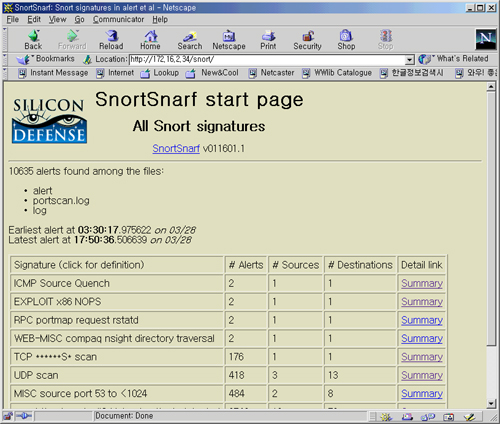 SnortSnarf: Snort signatures in alert et al - Netscape
File Edit View Go Communicator Help
Back Forward Reload Home Search Netscape Print Security Shop Stop
Bookmarks Location: http://172.16.2.34/snort/ What's Related
Instant Message Internet Lookup New&Cool Netcaster WWlib Catalogue 한글정보검색시 와우! 좋은
N
SILICON
DEFENSE
SnortSnarf start page
All Snort signatures
SnortSnarf v011601.1
10635 alerts found among the files:
• alert
• portscan.log
• log
Earliest alert at 03:30:17.975622 on 03/28
Latest alert at 17:50:36.506639 on 03/28
Signature (click for definition) # Alerts # Sources # Destinations Detail link
ICMP Source Quench 2 1 1 Summary
EXPLOIT x86 NOPS 2 1 1 Summary
RPC portmap request rstatd 2 1 1 Summary
WEB-MISC compaq nsight directory traversal 2 1 1 Summary
TCP ******S* scan 176 1 1 Summary
UDP scan 418 3 13 Summary
MISC source port 53 to <1024 484 2 8 Summary
Document: Done